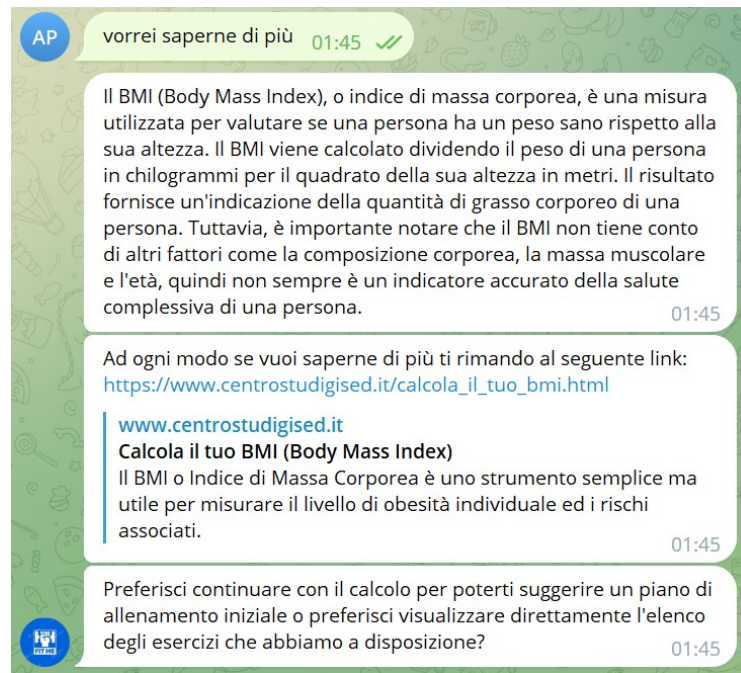 AP
vorrei saperne di più 01:45
Il BMI (Body Mass Index), o indice di massa corporea, è una misura
utilizzata per valutare se una persona ha un peso sano rispetto alla
sua altezza. Il BMI viene calcolato dividendo il peso di una persona
in chilogrammi per il quadrato della sua altezza in metri. Il risultato
fornisce un'indicazione della quantità di grasso corporeo di una
persona. Tuttavia, è importante notare che il BMI non tiene conto
di altri fattori come la composizione corporea, la massa muscolare
e l'età, quindi non sempre è un indicatore accurato della salute
complessiva di una persona.
01:45
Ad ogni modo se vuoi saperne di più ti rimando al seguente link:
https://www.centrostudigised.it/calcola_il_tuo_bmi.html
www.centrostudigised.it
Calcola il tuo BMI (Body Mass Index)
Il BMI o Indice di Massa Corporea è uno strumento semplice ma
utile per misurare il livello di obesità individuale ed i rischi
associati.
01:45
Preferisci continuare con il calcolo per poterti suggerire un piano di
allenamento iniziale o preferisci visualizzare direttamente l'elenco
degli esercizi che abbiamo a disposizione?
01:45
FIT ME